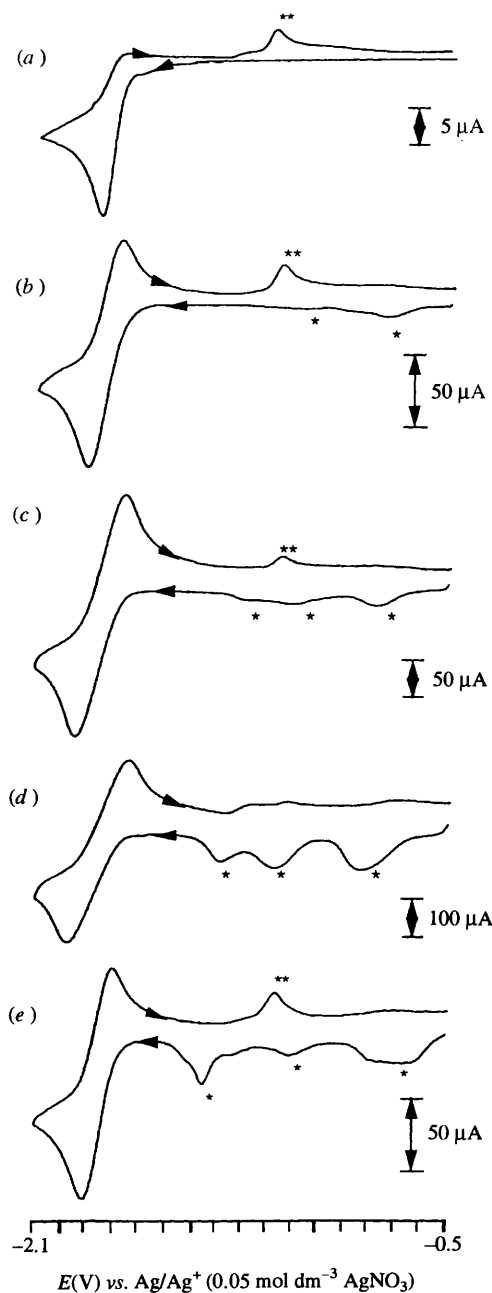 **
(a)
5 μA
**
(b)
* *
50 μA
(c)
**
* * *
50 μA
(d)
* * *
100 μA
**
(e)
* * *
50 μA
–2.1 –0.5
E(V) vs. Ag/Ag⁺ (0.05 mol dm⁻³ AgNO₃)